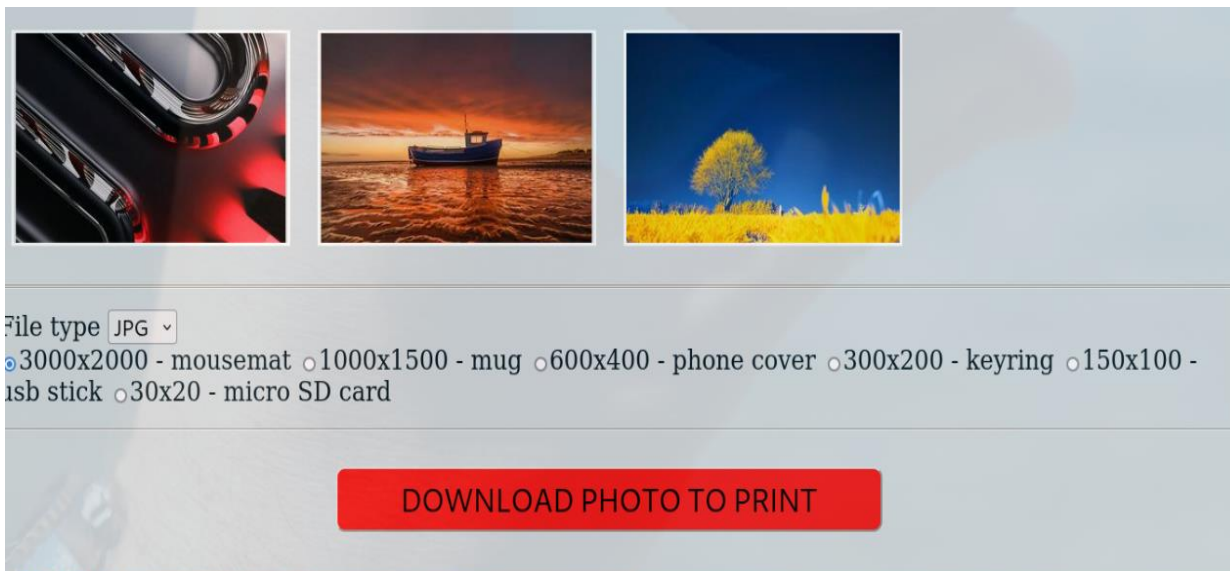 File type JPG
3000x2000 - mousemat 1000x1500 - mug 600x400 - phone cover 300x200 - keyring 150x100 -
usb stick 30x20 - micro SD card
DOWNLOAD PHOTO TO PRINT